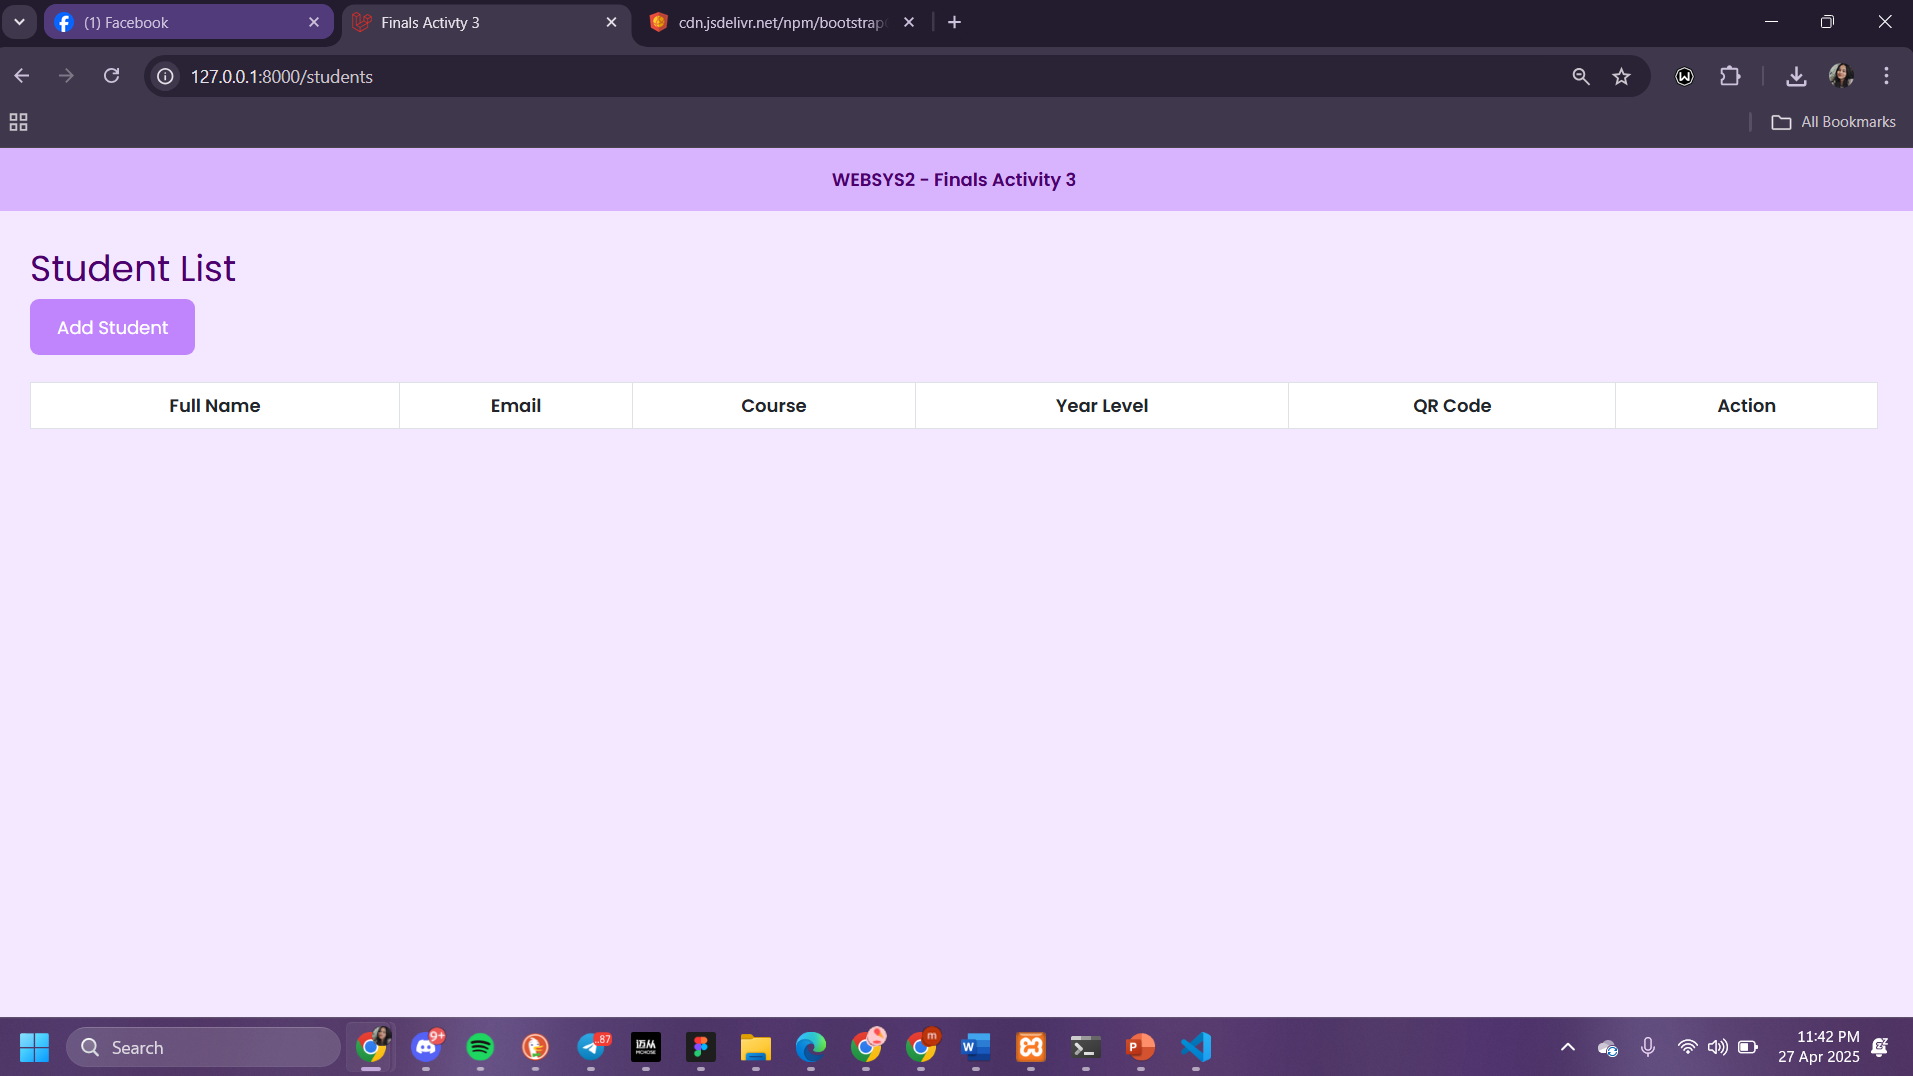 (1) Facebook
Finals Activty 3
cdn.jsdelivr.net/npm/bootstrap
127.0.0.1:8000/students
All Bookmarks
WEBSYS2 - Finals Activity 3
Student List
Add Student
Full Name Email Course Year Level QR Code Action
Search
9+
..87
MCHOSE
m
11:42 PM
27 Apr 2025